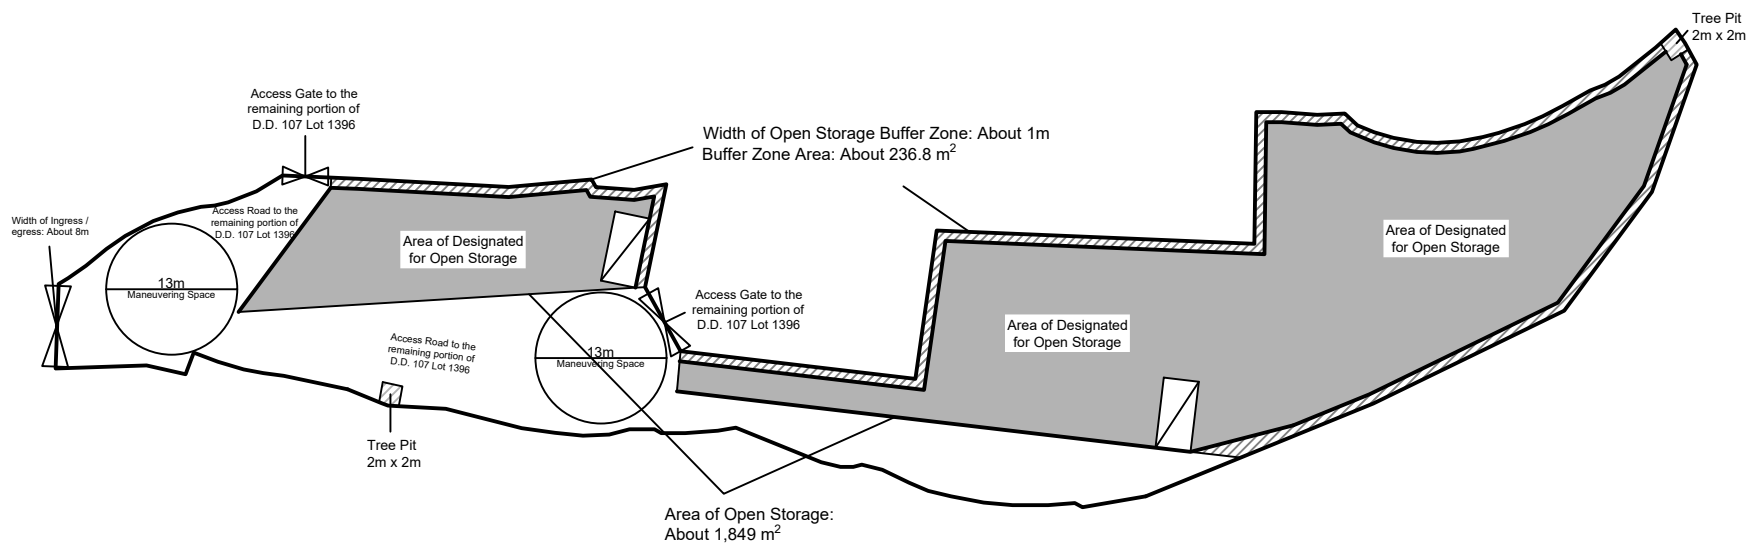 Tree Pit
2m x 2m
Access Gate to the
remaining portion of
D.D. 107 Lot 1396
Width of Open Storage Buffer Zone: About 1m
Buffer Zone Area: About 236.8 m²
Width of Ingress /
egress: About 8m
Access Road to the
remaining portion of
D.D. 107 Lot 1396
Area of Designated
for Open Storage
Area of Designated
for Open Storage
13m
Maneuvering Space
Access Gate to the
remaining portion of
D.D. 107 Lot 1396
Area of Designated
for Open Storage
Access Road to the
remaining portion of
D.D. 107 Lot 1396
13m
Maneuvering Space
Tree Pit
2m x 2m
Area of Open Storage:
About 1,849 m²